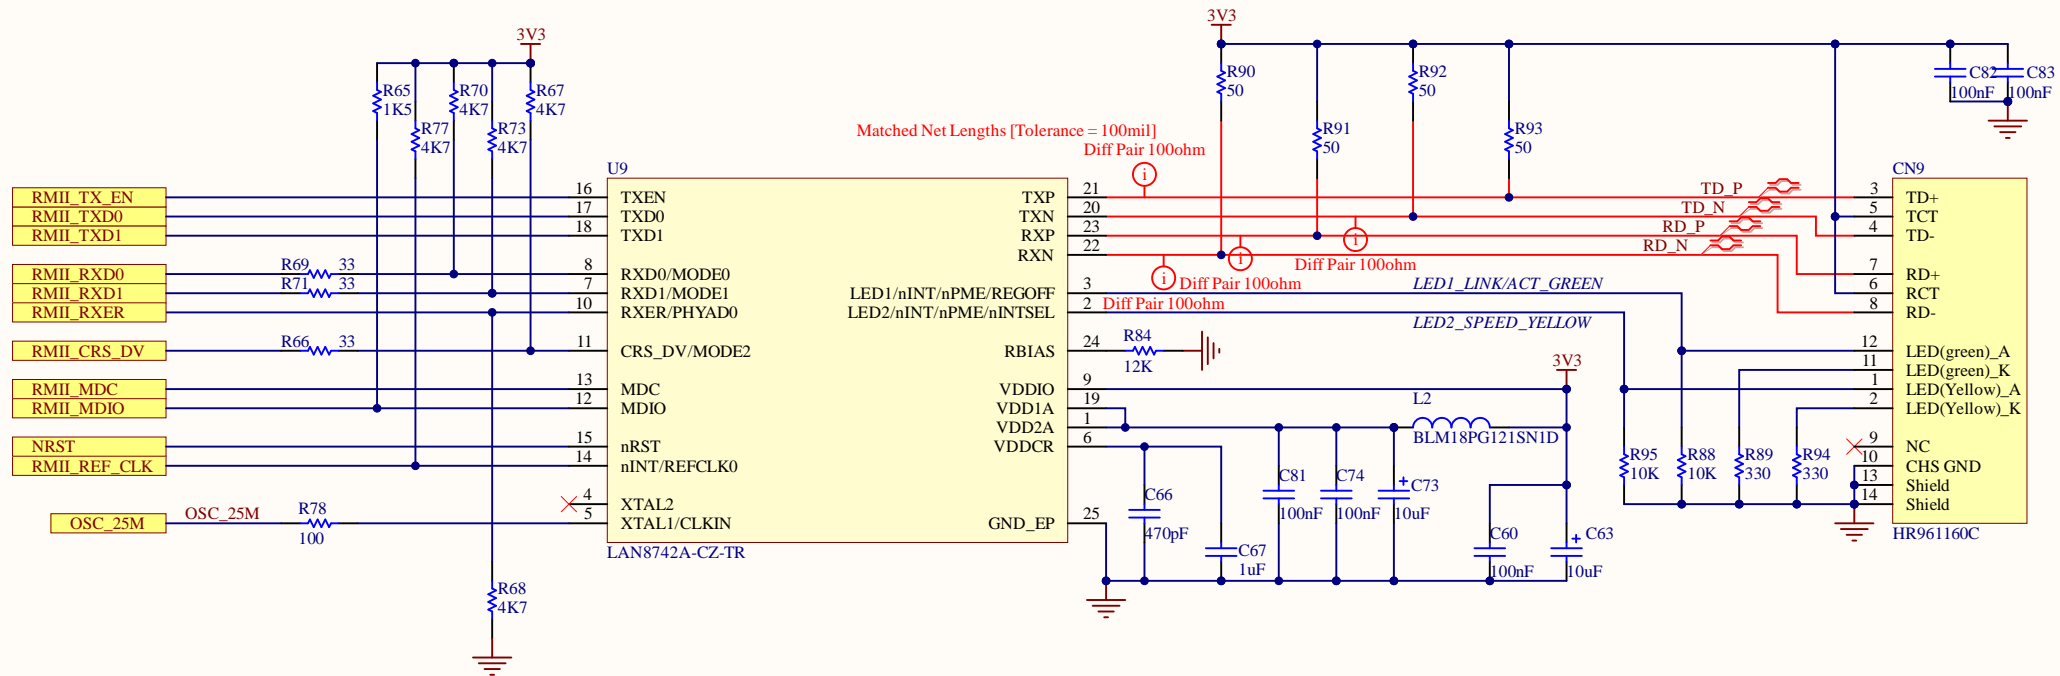 3V3
3V3
R65
1K5
R70
4K7
R67
4K7
R77
4K7
R73
4K7
R90
50
R92
50
R91
50
R93
50
C82
100nF
C83
100nF
Matched Net Lengths [Tolerance = 100mil]
Diff Pair 100ohm
i
U9
CN9
RMII_TX_EN
RMII_TXD0
RMII_TXD1
RMII_RXD0
RMII_RXD1
RMII_RXER
RMII_CRS_DV
RMII_MDC
RMII_MDIO
NRST
RMII_REF_CLK
OSC_25M
OSC_25M
R69 33
R71 33
R66 33
R78
100
R68
4K7
16 TXEN
17 TXD0
18 TXD1
8 RXD0/MODE0
7 RXD1/MODE1
10 RXER/PHYAD0
11 CRS_DV/MODE2
13 MDC
12 MDIO
15 nRST
14 nINT/REFCLK0
4 XTAL2
5 XTAL1/CLKIN
TXP 21
TXN 20
RXP 23
RXN 22
LED1/nINT/nPME/REGOFF 3
LED2/nINT/nPME/nINTSEL 2
RBIAS 24
VDDIO 9
VDD1A 19
VDD2A 1
VDDCR 6
GND_EP 25
LAN8742A-CZ-TR
i
Diff Pair 100ohm
i
Diff Pair 100ohm
i
Diff Pair 100ohm
TD_P
TD_N
RD_P
RD_N
LED1_LINK/ACT_GREEN
LED2_SPEED_YELLOW
R84
12K
3V3
L2
BLM18PG121SN1D
C66
470pF
C67
1uF
C81
100nF
C74
100nF
+
C73
10uF
C60
100nF
+
C63
10uF
R95
10K
R88
10K
R89
330
R94
330
3 TD+
5 TCT
4 TD-
7 RD+
6 RCT
8 RD-
12 LED(green)_A
11 LED(green)_K
1 LED(Yellow)_A
2 LED(Yellow)_K
9 NC
10 CHS GND
13 Shield
14 Shield
HR961160C